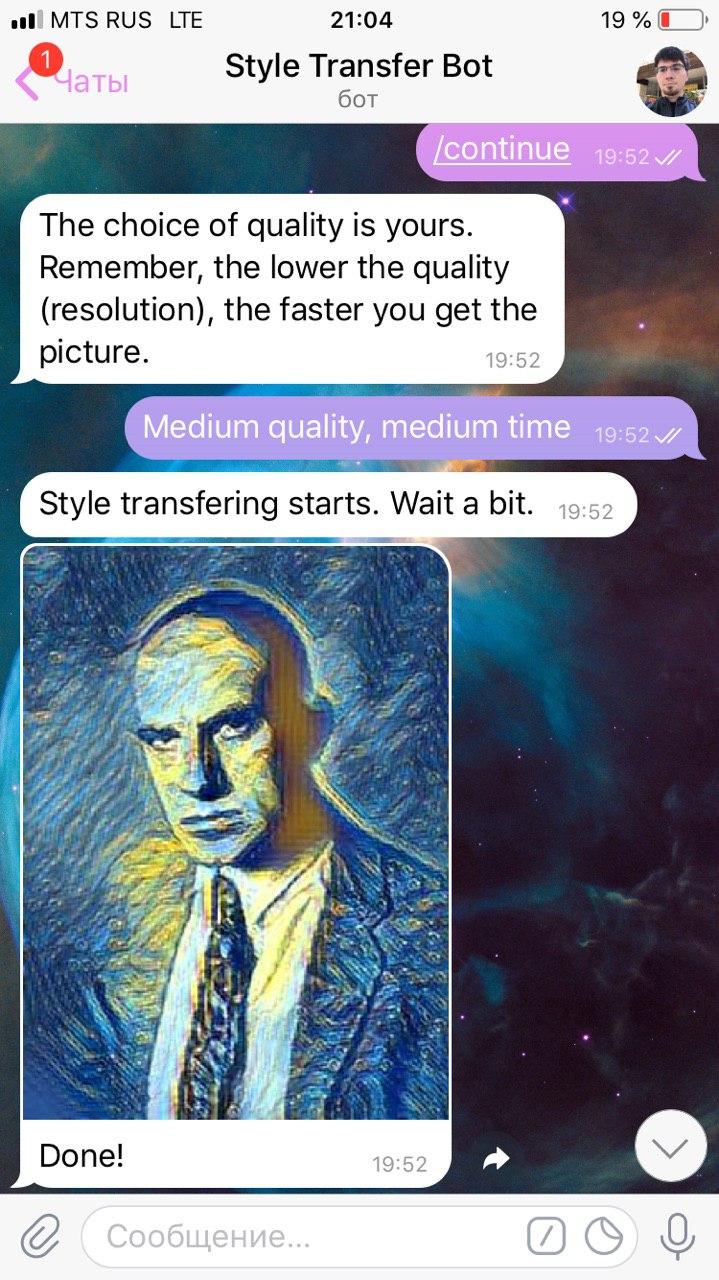 MTS RUS LTE 21:04 19 %
1
Чаты
Style Transfer Bot
бот
/continue 19:52
The choice of quality is yours.
Remember, the lower the quality
(resolution), the faster you get the
picture. 19:52
Medium quality, medium time 19:52
Style transfering starts. Wait a bit. 19:52
Done! 19:52
Сообщение...